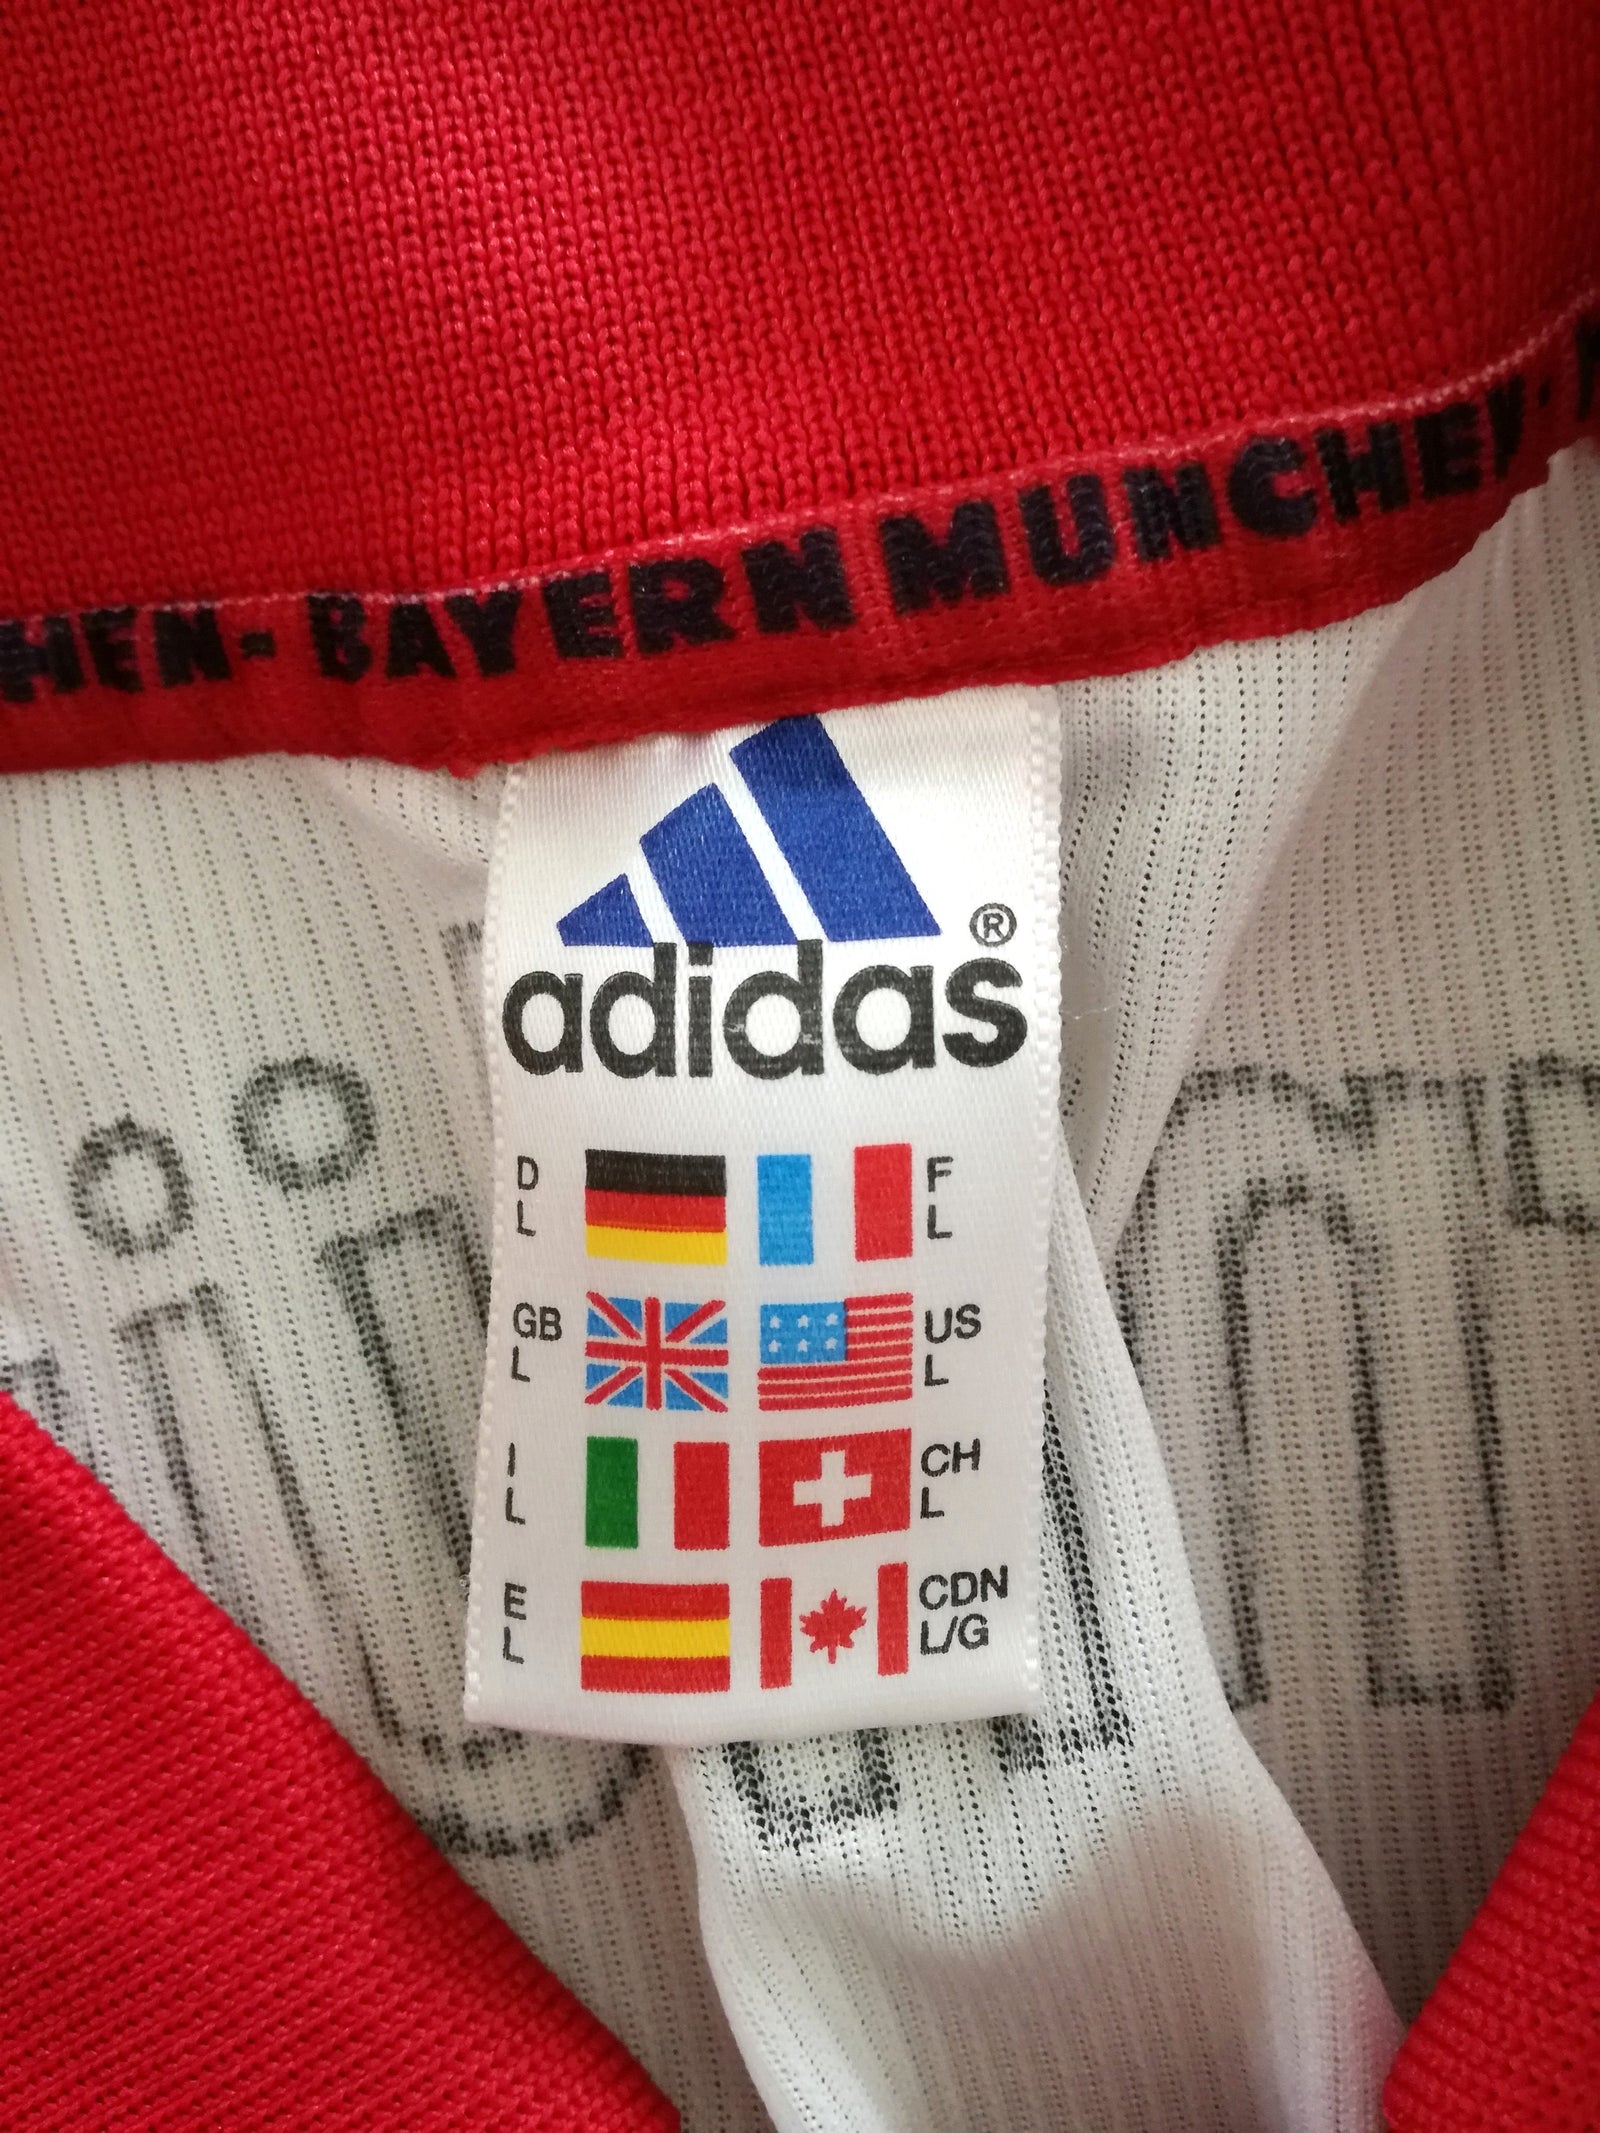 HEN - BAYERN MUNCHEN ·
adidas ®
D
L
F
L
GB
L
US
L
I
L
CH
L
E
L
CDN
L/G